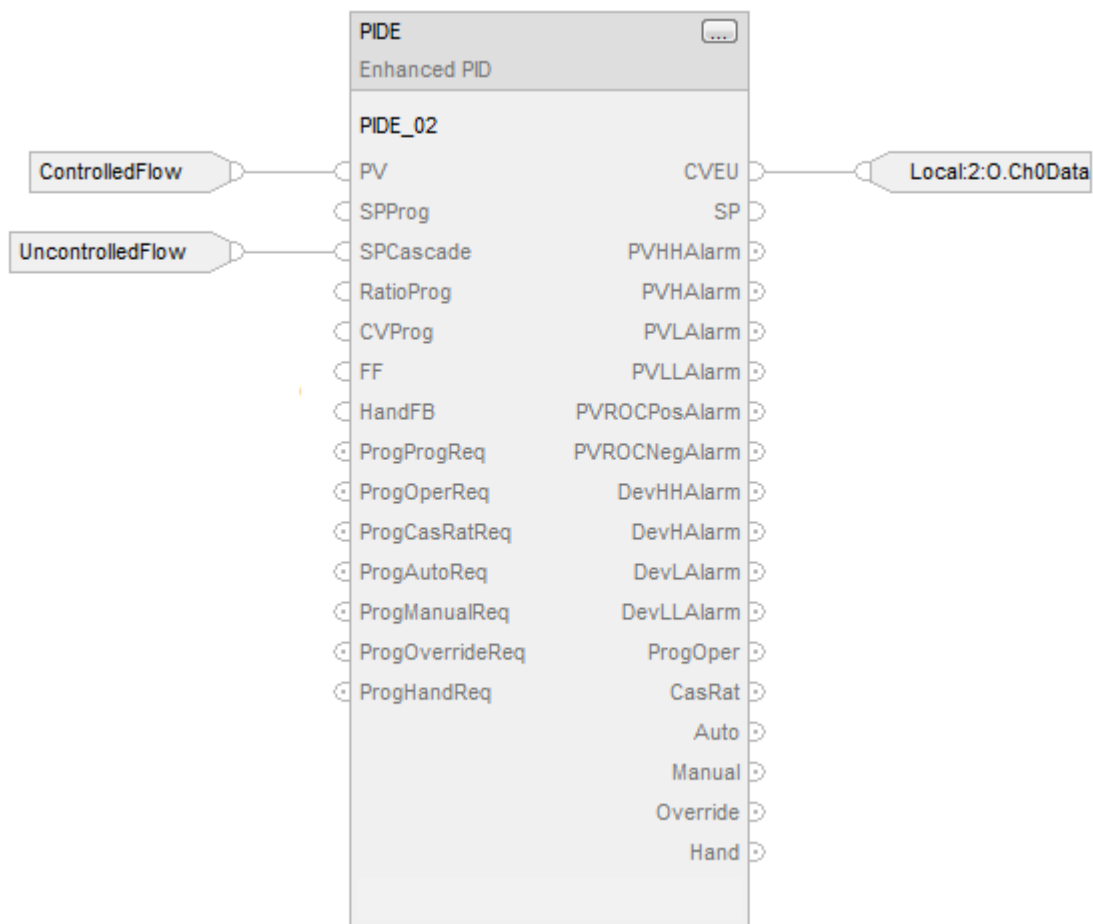 PIDE ...
Enhanced PID
PIDE_02
ControlledFlow PV CVEU Local:2:O.Ch0Data
SPProg SP
UncontrolledFlow SPCascade PVHHAlarm
RatioProg PVHAlarm
CVProg PVLAlarm
FF PVLLAlarm
HandFB PVROCPosAlarm
ProgProgReq PVROCNegAlarm
ProgOperReq DevHHAlarm
ProgCasRatReq DevHAlarm
ProgAutoReq DevLAlarm
ProgManualReq DevLLAlarm
ProgOverrideReq ProgOper
ProgHandReq CasRat
Auto
Manual
Override
Hand